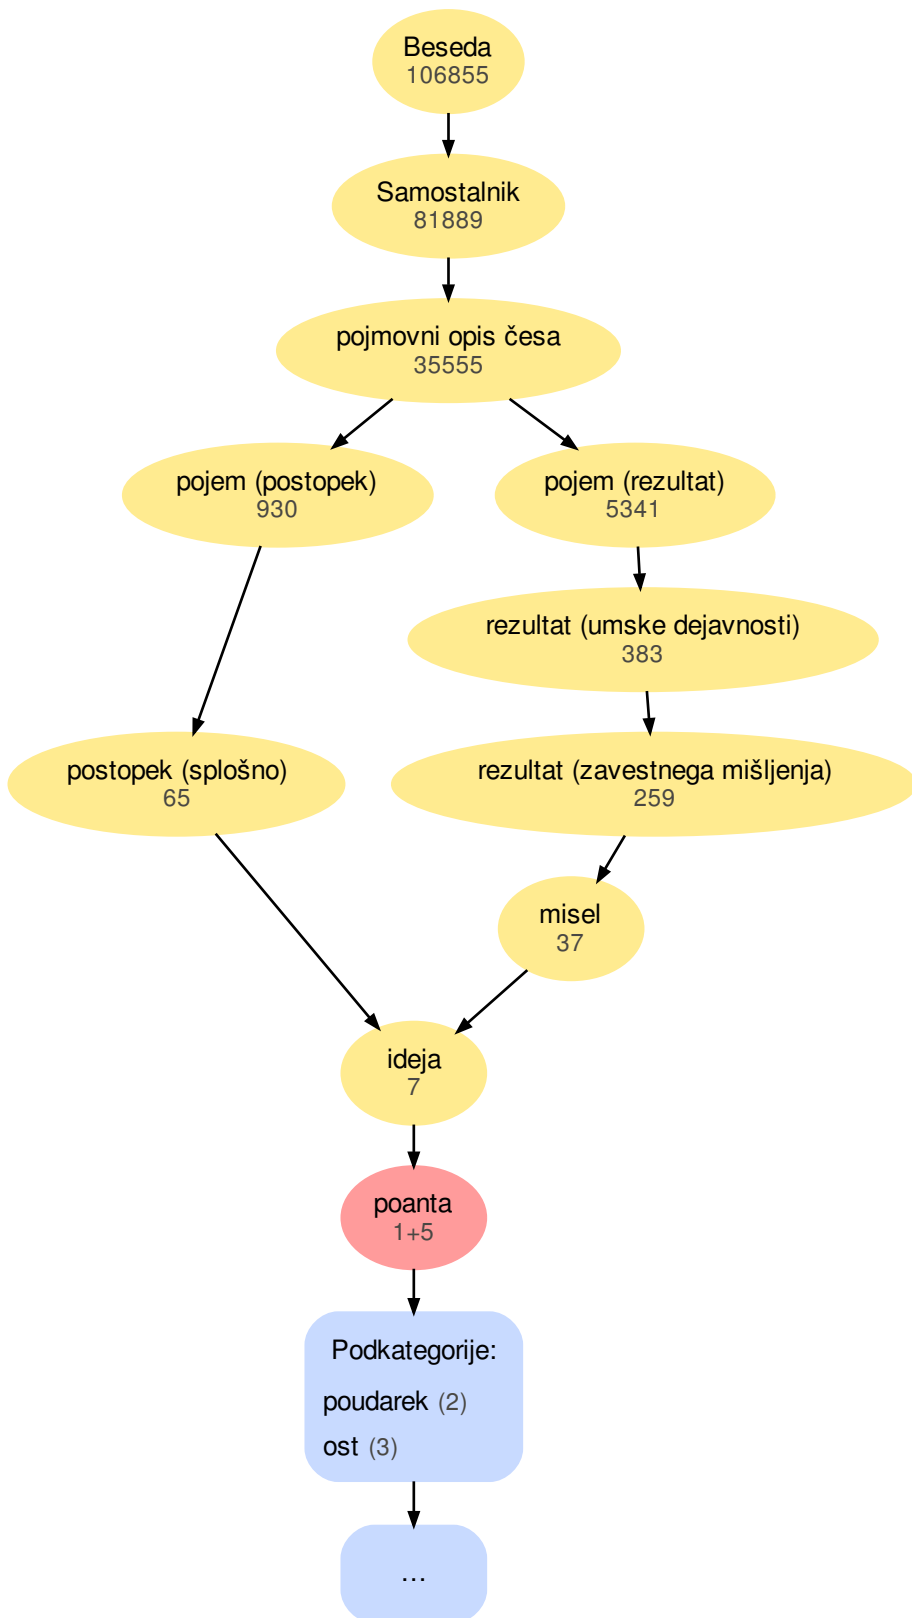 Beseda
106855
Samostalnik
81889
pojmovni opis česa
35555
pojem (postopek)
930
pojem (rezultat)
5341
rezultat (umske dejavnosti)
383
postopek (splošno)
65
rezultat (zavestnega mišljenja)
259
misel
37
ideja
7
poanta
1+5
Podkategorije:
poudarek (2)
ost (3)
...